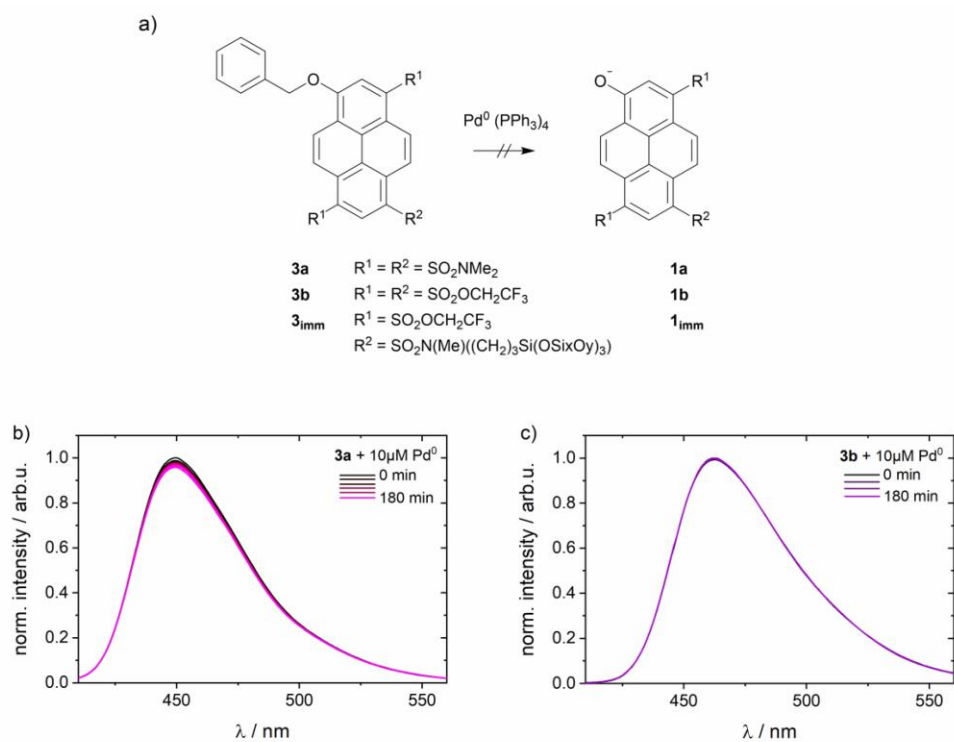 a)
O
R¹
Pd⁰ (PPh₃)₄
O⁻
R¹
R¹
R²
R¹
R²
3a R¹ = R² = SO₂NMe₂ 1a
3b R¹ = R² = SO₂OCH₂CF₃ 1b
3imm R¹ = SO₂OCH₂CF₃ 1imm
R² = SO₂N(Me)((CH₂)₃Si(OSixOy)₃)
b)
3a + 10µM Pd⁰
0 min
180 min
norm. intensity / arb.u.
1.0
0.8
0.6
0.4
0.2
0.0
450 500 550
λ / nm
c)
3b + 10µM Pd⁰
0 min
180 min
norm. intensity / arb.u.
1.0
0.8
0.6
0.4
0.2
0.0
450 500 550
λ / nm